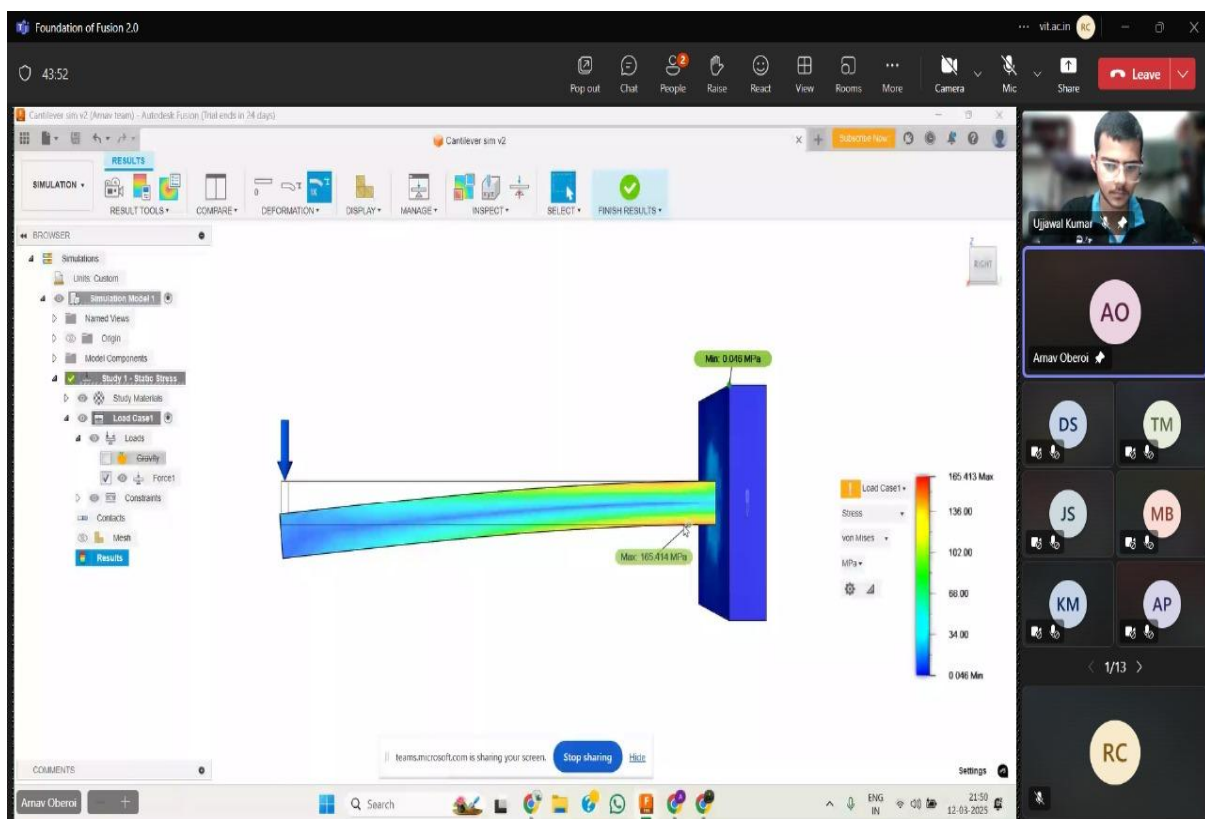 Foundation of Fusion 2.0
vit.ac.in RC
43:52
Pop out Chat People 2 Raise React View Rooms More Camera Mic Share Leave
Cantilever sim v2 (Arnav team) - Autodesk Fusion (Trial ends in 24 days)
Cantilever sim v2
Subscribe Now
RESULTS
SIMULATION
RESULT TOOLS COMPARE DEFORMATION DISPLAY MANAGE INSPECT SELECT FINISH RESULTS
BROWSER
Simulations
Units: Custom
Simulation Model 1
Named Views
Origin
Model Components
Study 1 - Static Stress
Study Materials
Load Case1
Loads
Gravity
Force1
Constraints
Contacts
Mesh
Results
Z
RIGHT
Min: 0.046 MPa
Max: 165.414 MPa
Load Case1
Stress
von Mises
MPa
165.413 Max
136.00
102.00
68.00
34.00
0.046 Min
teams.microsoft.com is sharing your screen. Stop sharing Hide
COMMENTS
Settings
Arnav Oberoi
Search
ENG
IN
21:50
12-03-2025
Ujjawal Kumar
AO
Arnav Oberoi
DS
TM
JS
MB
KM
AP
1/13
RC